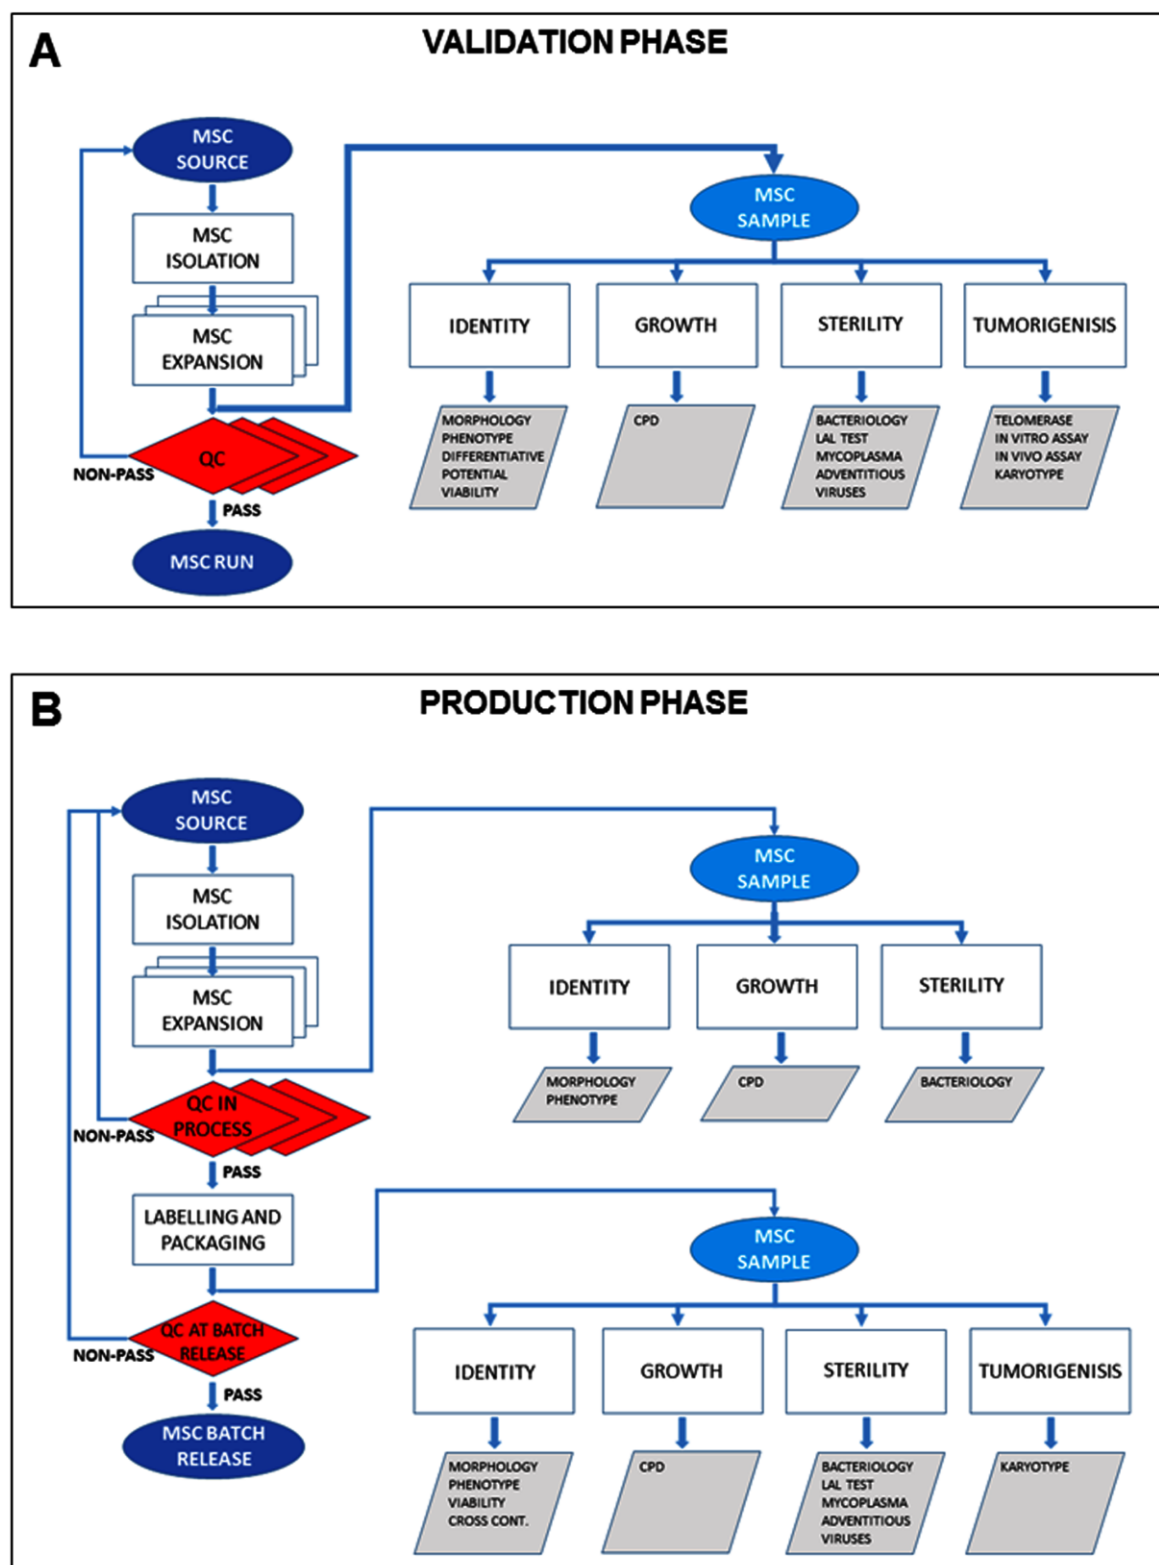 A
VALIDATION PHASE
MSC
SOURCE
MSC
ISOLATION
MSC
EXPANSION
QC
NON-PASS
PASS
MSC RUN
MSC
SAMPLE
IDENTITY
GROWTH
STERILITY
TUMORIGENISIS
MORPHOLOGY
PHENOTYPE
DIFFERENTIATIVE
POTENTIAL
VIABILITY
CPD
BACTERIOLOGY
LAL TEST
MYCOPLASMA
ADVENTITIOUS
VIRUSES
TELOMERASE
IN VITRO ASSAY
IN VIVO ASSAY
KARYOTYPE
B
PRODUCTION PHASE
MSC
SOURCE
MSC
ISOLATION
MSC
EXPANSION
QC IN
PROCESS
NON-PASS
PASS
MSC
SAMPLE
IDENTITY
GROWTH
STERILITY
MORPHOLOGY
PHENOTYPE
CPD
BACTERIOLOGY
LABELLING AND
PACKAGING
QC AT BATCH
RELEASE
NON-PASS
PASS
MSC BATCH
RELEASE
MSC
SAMPLE
IDENTITY
GROWTH
STERILITY
TUMORIGENISIS
MORPHOLOGY
PHENOTYPE
VIABILITY
CROSS CONT.
CPD
BACTERIOLOGY
LAL TEST
MYCOPLASMA
ADVENTITIOUS
VIRUSES
KARYOTYPE